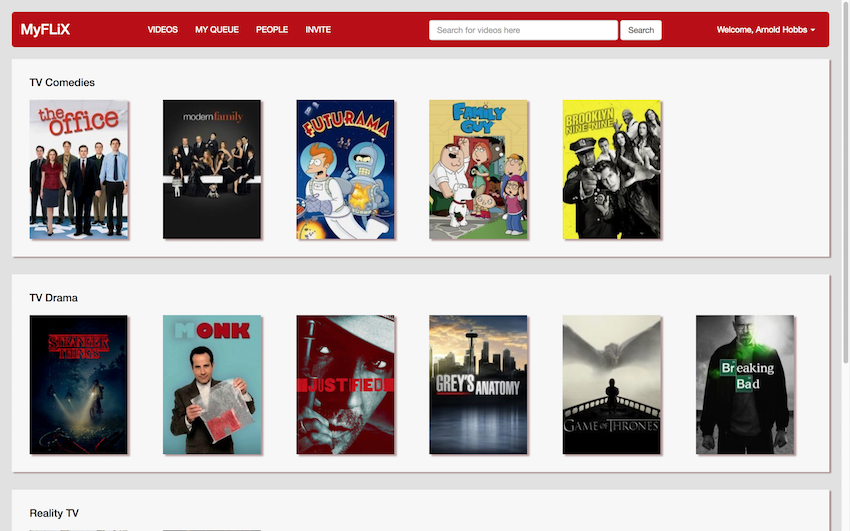 MyFLiX
VIDEOS MY QUEUE PEOPLE INVITE
Search for videos here
Search
Welcome, Arnold Hobbs
TV Comedies
the office
modern family
FUTURAMA
FAMILY GUY
BROOKLYN
NINE-NINE
TV Drama
STRANGER
THINGS
MONK
JUSTIFIED
GREY'S ANATOMY
GAME OF THRONES
Breaking
Bad
Reality TV